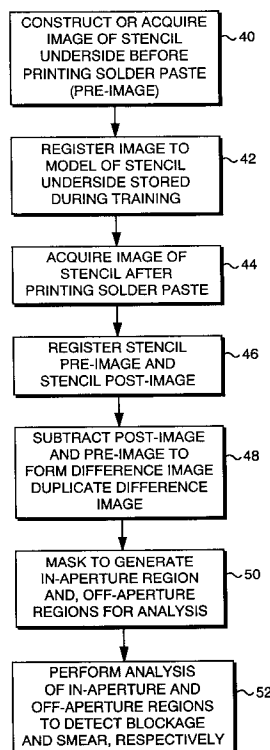 CONSTRUCT OR ACQUIRE
IMAGE OF STENCIL
UNDERSIDE BEFORE
PRINTING SOLDER PASTE
(PRE-IMAGE)
40
REGISTER IMAGE TO
MODEL OF STENCIL
UNDERSIDE STORED
DURING TRAINING
42
ACQUIRE IMAGE OF
STENCIL AFTER
PRINTING SOLDER PASTE
44
REGISTER STENCIL
PRE-IMAGE AND
STENCIL POST-IMAGE
46
SUBTRACT POST-IMAGE
AND PRE-IMAGE TO
FORM DIFFERENCE IMAGE
DUPLICATE DIFFERENCE
IMAGE
48
MASK TO GENERATE
IN-APERTURE REGION
AND, OFF-APERTURE
REGIONS FOR ANALYSIS
50
PERFORM ANALYSIS
OF IN-APERTURE AND
OFF-APERTURE REGIONS
TO DETECT BLOCKAGE
AND SMEAR, RESPECTIVELY
52